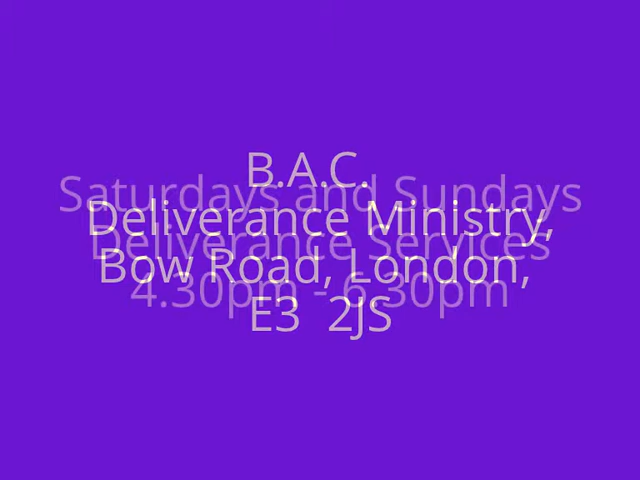 B.A.C.
Deliverance Ministry,
Bow Road, London,
E3 2JS
Saturdays and Sundays
Deliverance Services
4.30pm - 6.30pm